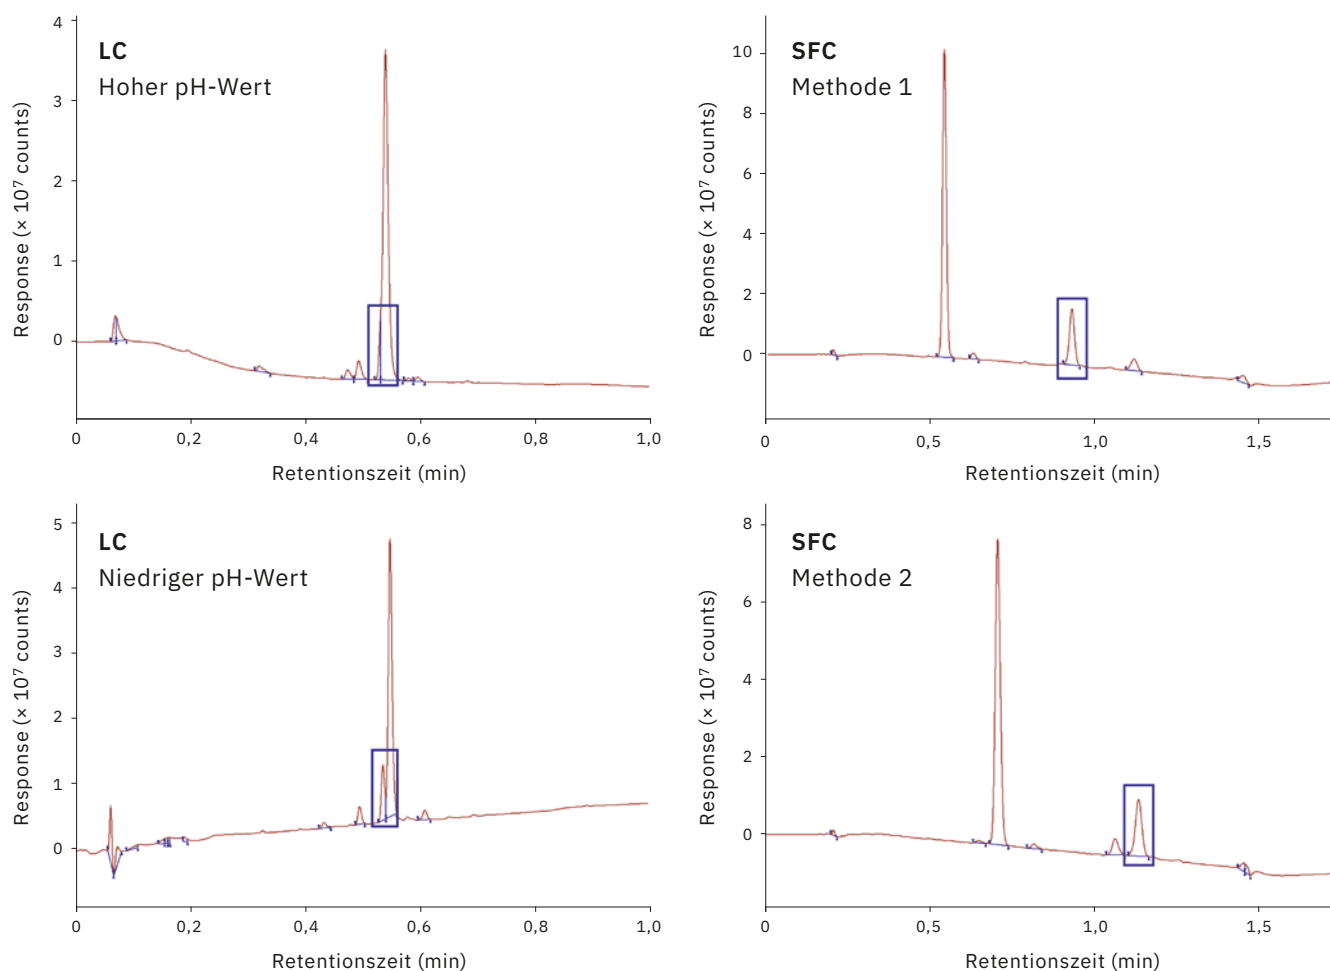 LC
Hoher pH-Wert
Response (× 10⁷ counts)
4
3
2
1
0
0 0,2 0,4 0,6 0,8 1,0
Retentionszeit (min)
SFC
Methode 1
Response (× 10⁷ counts)
10
8
6
4
2
0
0 0,5 1,0 1,5
Retentionszeit (min)
LC
Niedriger pH-Wert
Response (× 10⁷ counts)
5
4
3
2
1
0
0 0,2 0,4 0,6 0,8 1,0
Retentionszeit (min)
SFC
Methode 2
Response (× 10⁷ counts)
8
6
4
2
0
0 0,5 1,0 1,5
Retentionszeit (min)